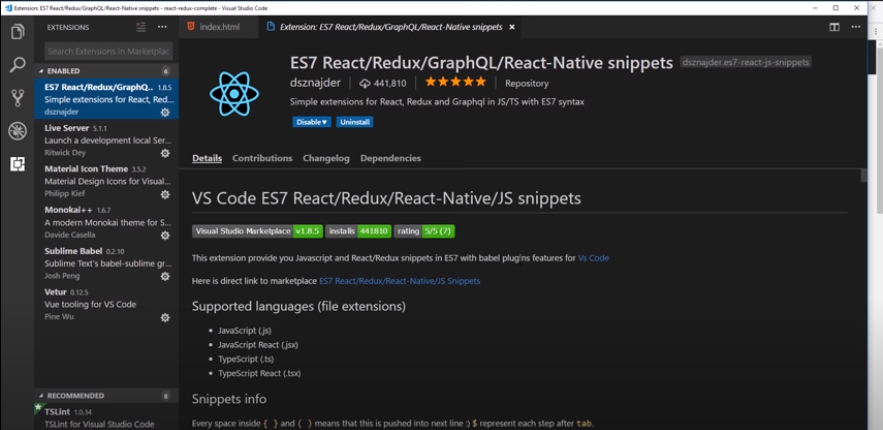 Extension: ES7 React/Redux/GraphQL/React-Native snippets - react-redux-complete - Visual Studio Code
EXTENSIONS
Search Extensions in Marketplac
ENABLED 6
ES7 React/Redux/GraphQ... 1.8.5
Simple extensions for React, Red...
dsznajder
Live Server 5.1.1
Launch a development local Ser...
Ritwick Dey
Material Icon Theme 3.5.2
Material Design Icons for Visual...
Philipp Kief
Monokai++ 1.6.7
A modern Monokai theme for S...
Davide Casella
Sublime Babel 0.2.10
Sublime Text's babel-sublime gr...
Josh Peng
Vetur 0.12.5
Vue tooling for VS Code
Pine Wu
RECOMMENDED 8
TSLint 1.0.34
TSLint for Visual Studio Code
index.html
Extension: ES7 React/Redux/GraphQL/React-Native snippets
ES7 React/Redux/GraphQL/React-Native snippets dsznajder.es7-react-js-snippets
dsznajder 441,810 Repository
Simple extensions for React, Redux and Graphql in JS/TS with ES7 syntax
Disable Uninstall
Details Contributions Changelog Dependencies
VS Code ES7 React/Redux/React-Native/JS snippets
Visual Studio Marketplace v1.8.5 installs 441810 rating 5/5 (7)
This extension provide you Javascript and React/Redux snippets in ES7 with babel plugins features for Vs Code
Here is direct link to marketplace ES7 React/Redux/React-Native/JS Snippets
Supported languages (file extensions)
JavaScript (.js)
JavaScript React (.jsx)
TypeScript (.ts)
TypeScript React (.tsx)
Snippets info
Every space inside { } and ( ) means that this is pushed into next line :) $ represent each step after tab.